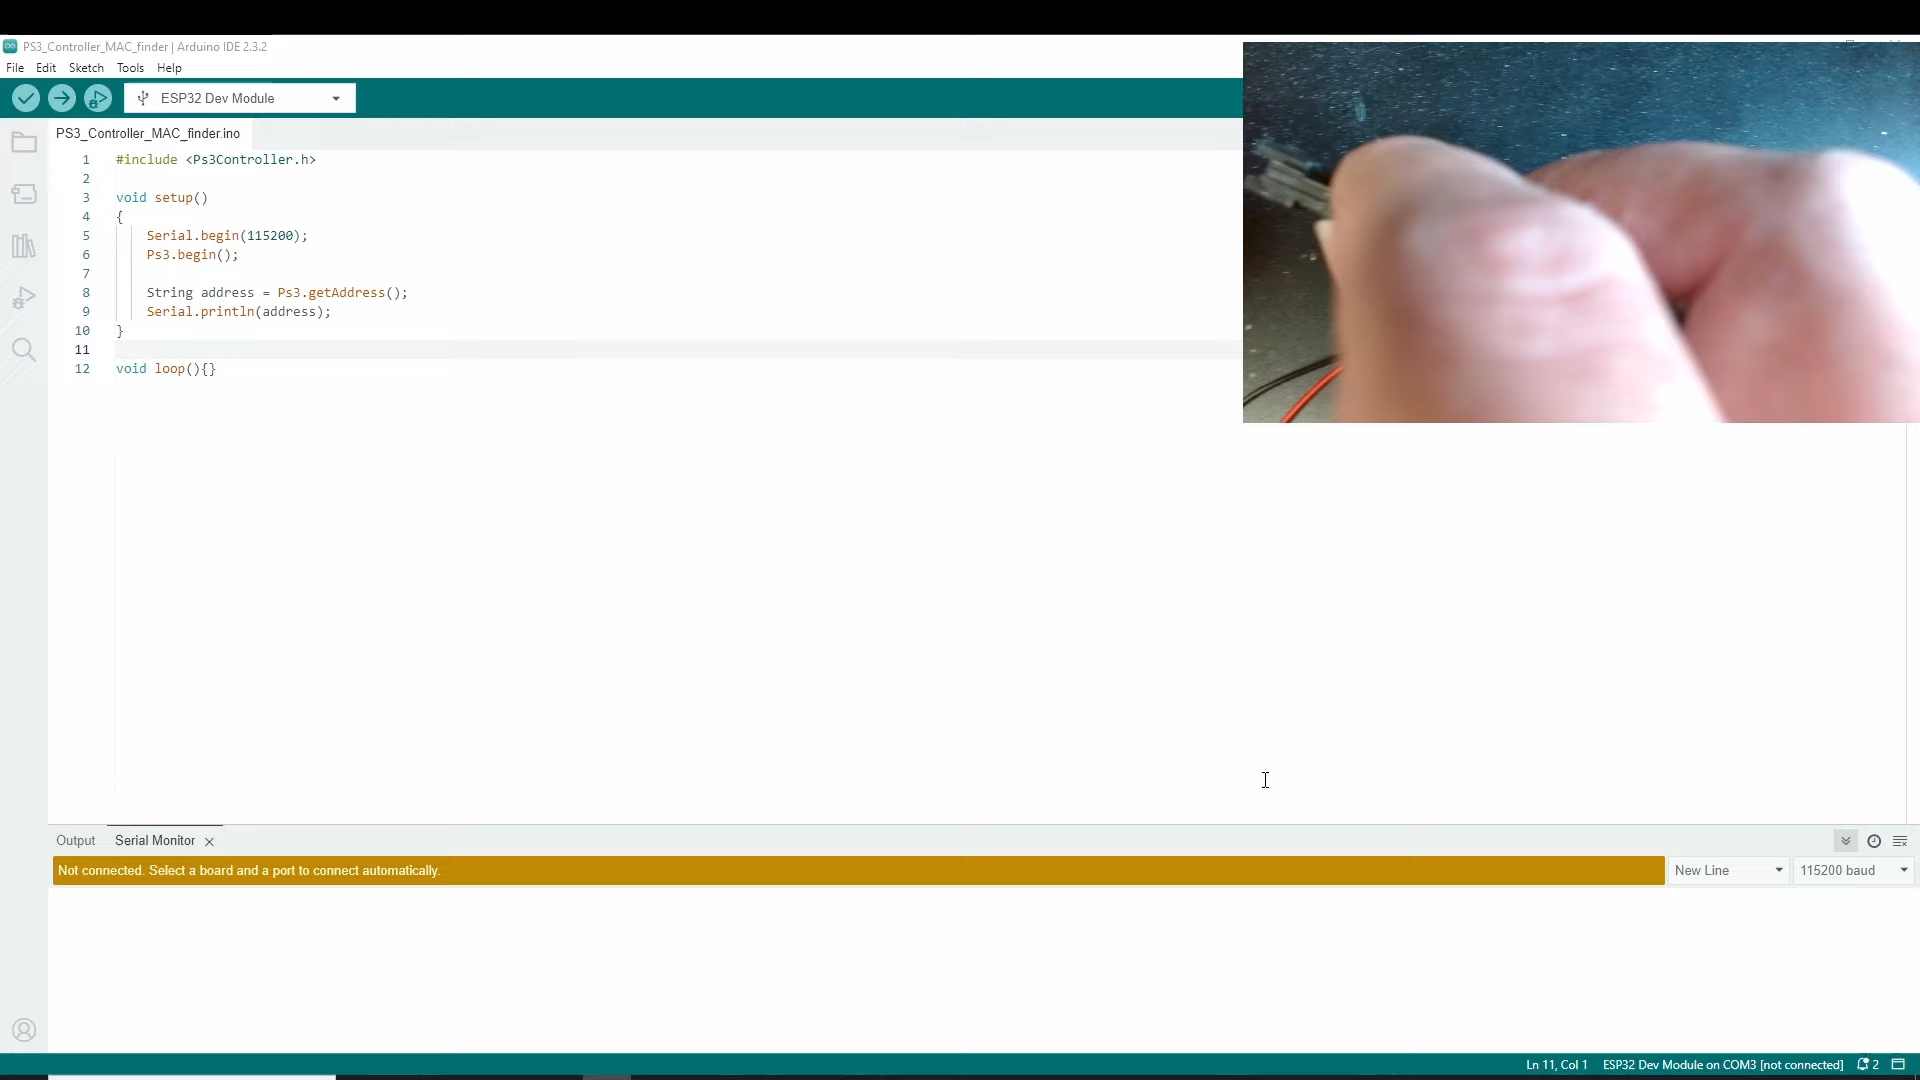 PS3_Controller_MAC_finder | Arduino IDE 2.3.2
File Edit Sketch Tools Help
ESP32 Dev Module
PS3_Controller_MAC_finder.ino
1 #include <Ps3Controller.h>
2
3 void setup()
4 {
5 Serial.begin(115200);
6 Ps3.begin();
7
8 String address = Ps3.getAddress();
9 Serial.println(address);
10 }
11
12 void loop(){}
Output Serial Monitor
Not connected. Select a board and a port to connect automatically. New Line 115200 baud
Ln 11, Col 1 ESP32 Dev Module on COM3 [not connected] 2